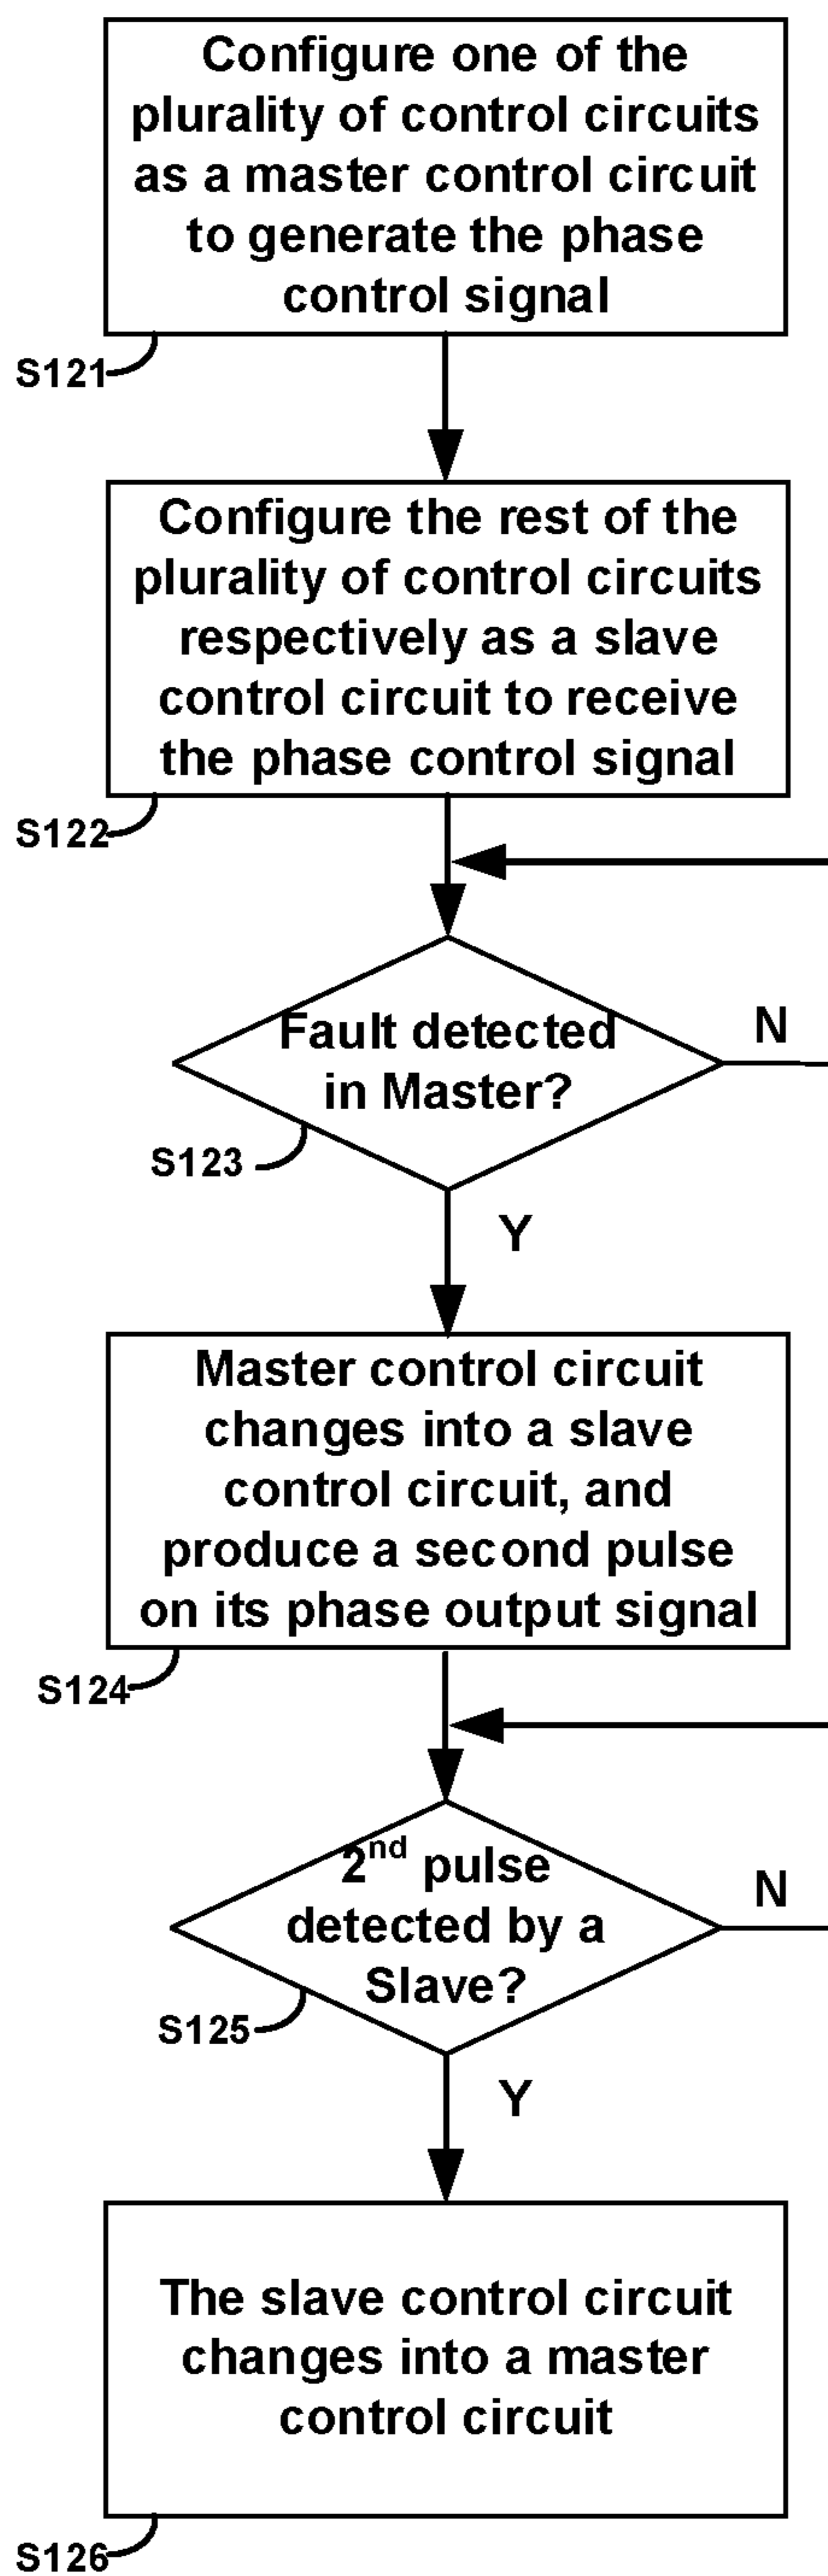 Configure one of the
plurality of control circuits
as a master control circuit
to generate the phase
control signal
S121
Configure the rest of the
plurality of control circuits
respectively as a slave
control circuit to receive
the phase control signal
S122
Fault detected
in Master?
N
S123
Y
Master control circuit
changes into a slave
control circuit, and
produce a second pulse
on its phase output signal
S124
2nd pulse
detected by a
Slave?
N
S125
Y
The slave control circuit
changes into a master
control circuit
S126